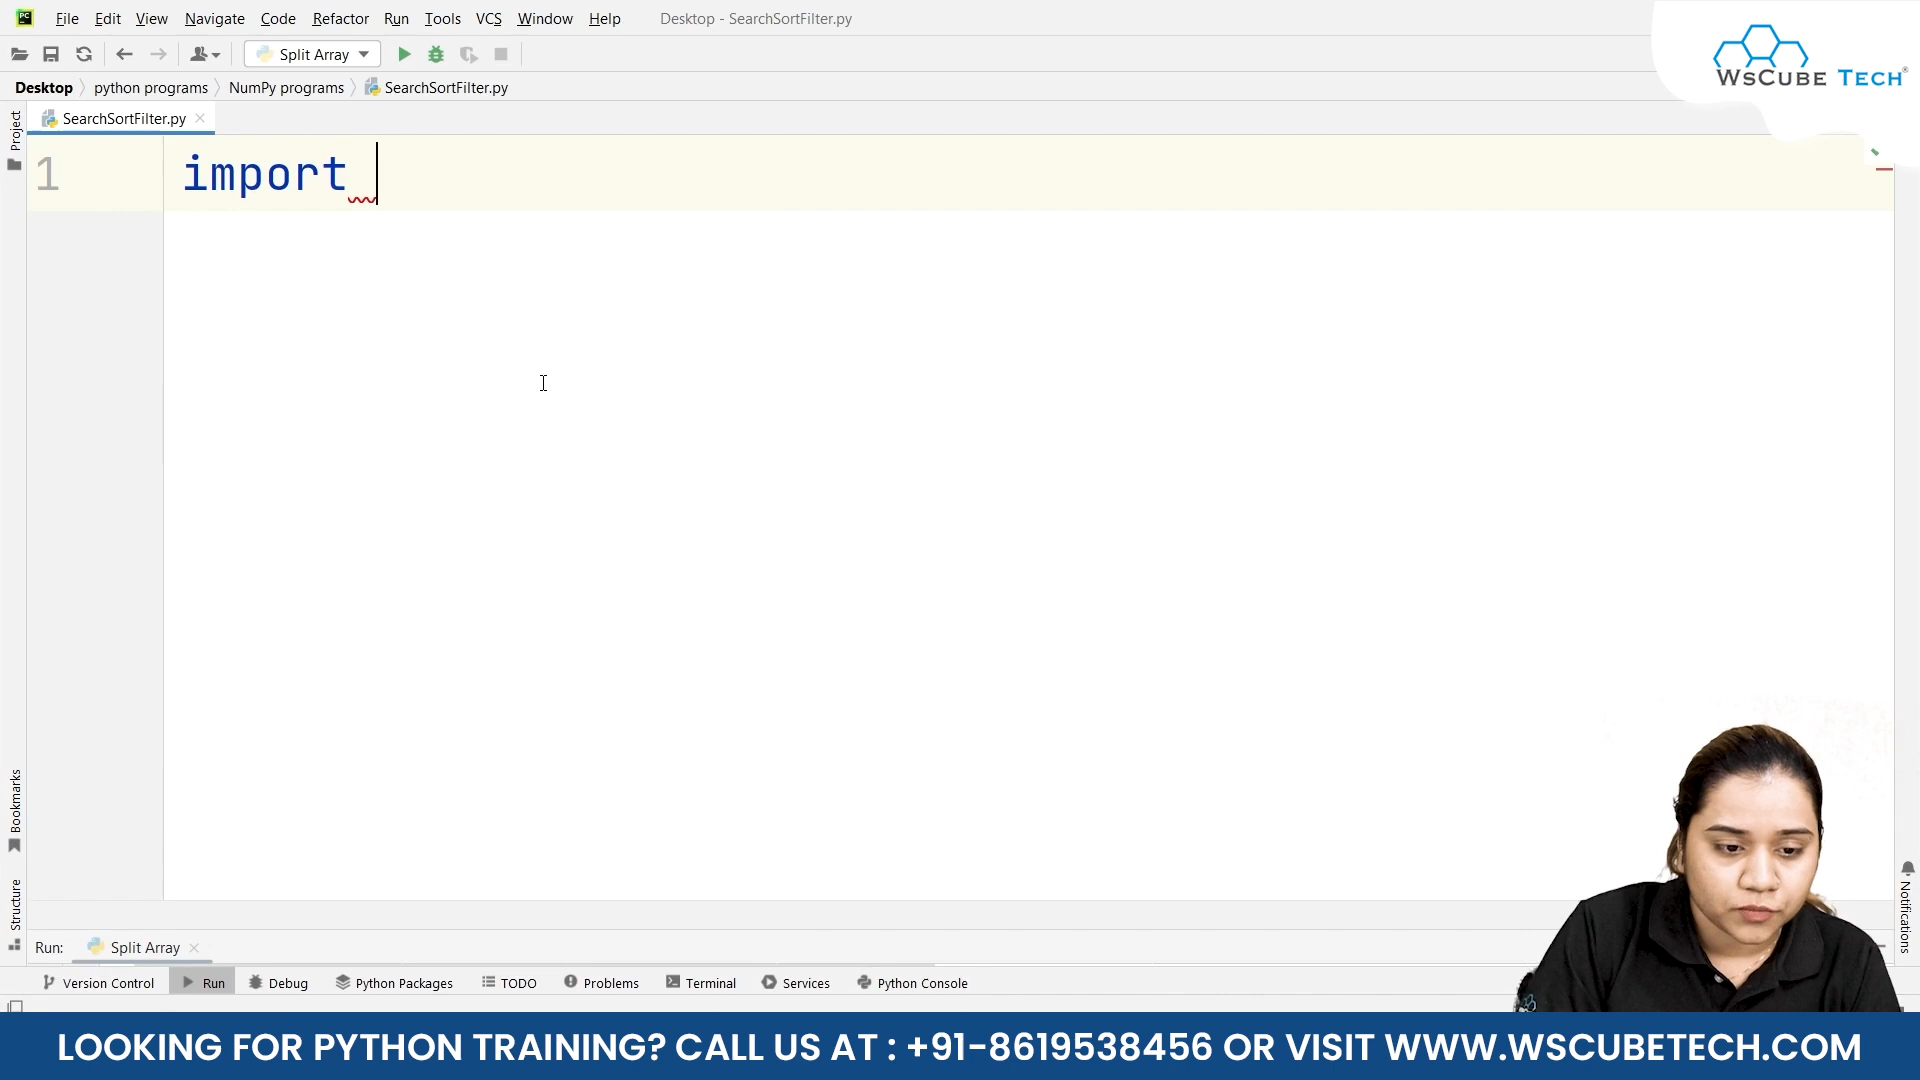 File Edit View Navigate Code Refactor Run Tools VCS Window Help Desktop - SearchSortFilter.py
Split Array
WsCube Tech®
Desktop python programs NumPy programs SearchSortFilter.py
Project
SearchSortFilter.py
1 import
Bookmarks
Structure
Notifications
Run: Split Array
Version Control Run Debug Python Packages TODO Problems Terminal Services Python Console
LOOKING FOR PYTHON TRAINING? CALL US AT : +91-8619538456 OR VISIT WWW.WSCUBETECH.COM